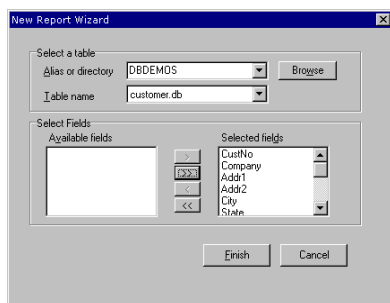 New Report Wizard
Select a table
Alias or directory DBDEMOS Browse
Table name customer.db
Select Fields
Available fields Selected fields
> CustNo
>> Company
Addr1
< Addr2
<< City
State
Finish Cancel